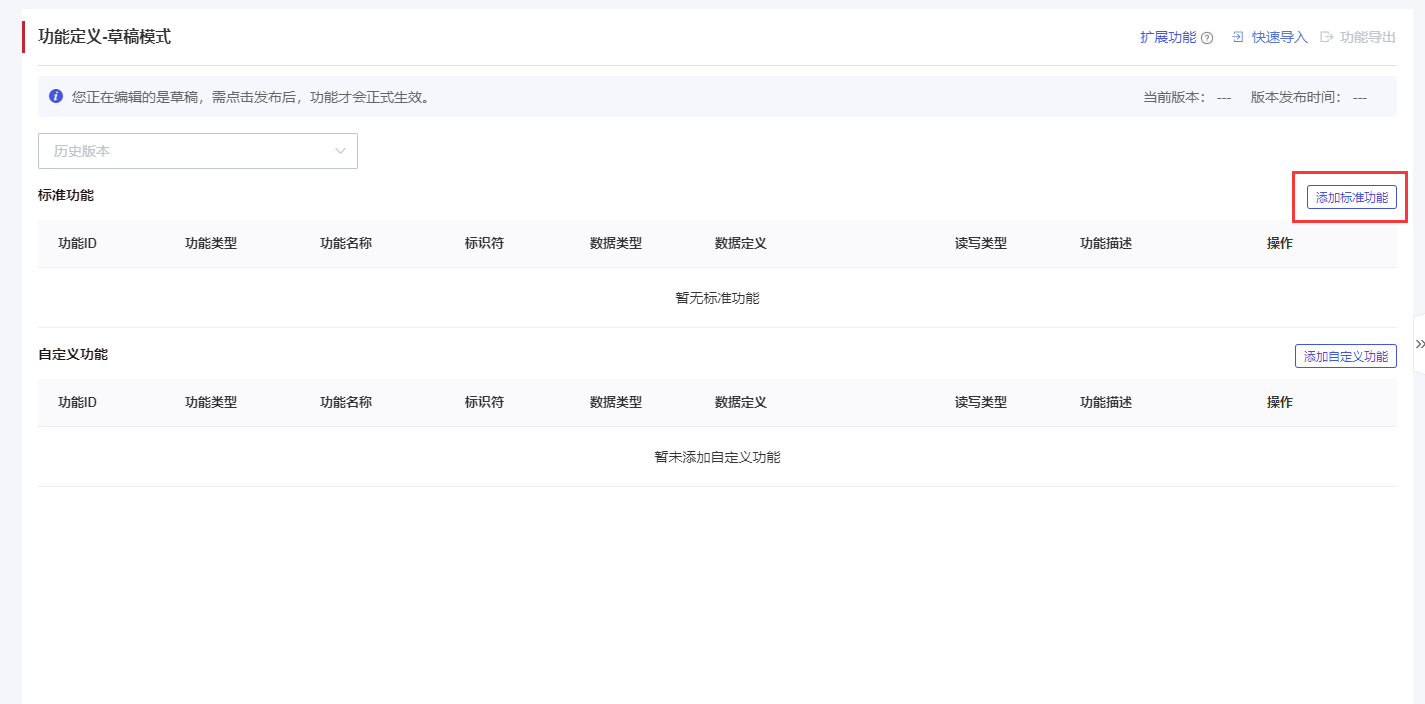 功能定义-草稿模式
扩展功能 快速导入 功能导出
您正在编辑的是草稿，需点击发布后，功能才会正式生效。 当前版本： --- 版本发布时间： ---
历史版本
标准功能 添加标准功能
功能ID 功能类型 功能名称 标识符 数据类型 数据定义 读写类型 功能描述 操作
暂无标准功能
自定义功能 添加自定义功能
功能ID 功能类型 功能名称 标识符 数据类型 数据定义 读写类型 功能描述 操作
暂未添加自定义功能